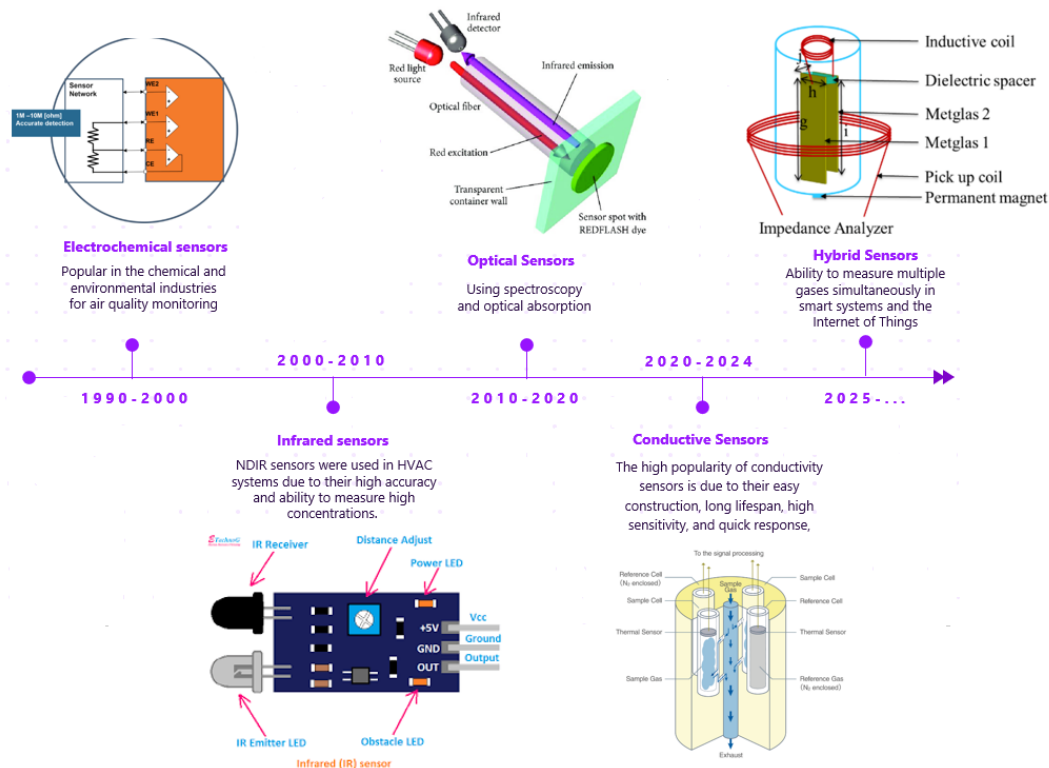 Sensor
Network
1M –10M [ohm]
Accurate detection
WE2
WE1
RE
CE
Electrochemical sensors
Popular in the chemical and
environmental industries
for air quality monitoring
Infrared
detector
Red light
source
Optical fiber
Infrared emission
Red excitation
Transparent
container wall
Sensor spot with
REDFLASH dye
Optical Sensors
Using spectroscopy
and optical absorption
Inductive coil
Dielectric spacer
Metglas 2
Metglas 1
Pick up coil
Permanent magnet
j
h
g
i
Impedance Analyzer
Hybrid Sensors
Ability to measure multiple
gases simultaneously in
smart systems and the
Internet of Things
1990-2000
2000-2010
2010-2020
2020-2024
2025-...
Infrared sensors
NDIR sensors were used in HVAC
systems due to their high accuracy
and ability to measure high
concentrations.
ETechnoG
IR Receiver
Distance Adjust
Power LED
+5V
GND
OUT
Vcc
Ground
Output
IR Emitter LED
Obstacle LED
Infrared (IR) sensor
Conductive Sensors
The high popularity of conductivity
sensors is due to their easy
construction, long lifespan, high
sensitivity, and quick response,
To the signal processing
Reference Cell
(N₂ enclosed)
Sample Cell
Thermal Sensor
Sample Gas
Sample
Gas
Sample Cell
Reference Cell
Thermal Sensor
Reference Gas
(N₂ enclosed)
Exhaust